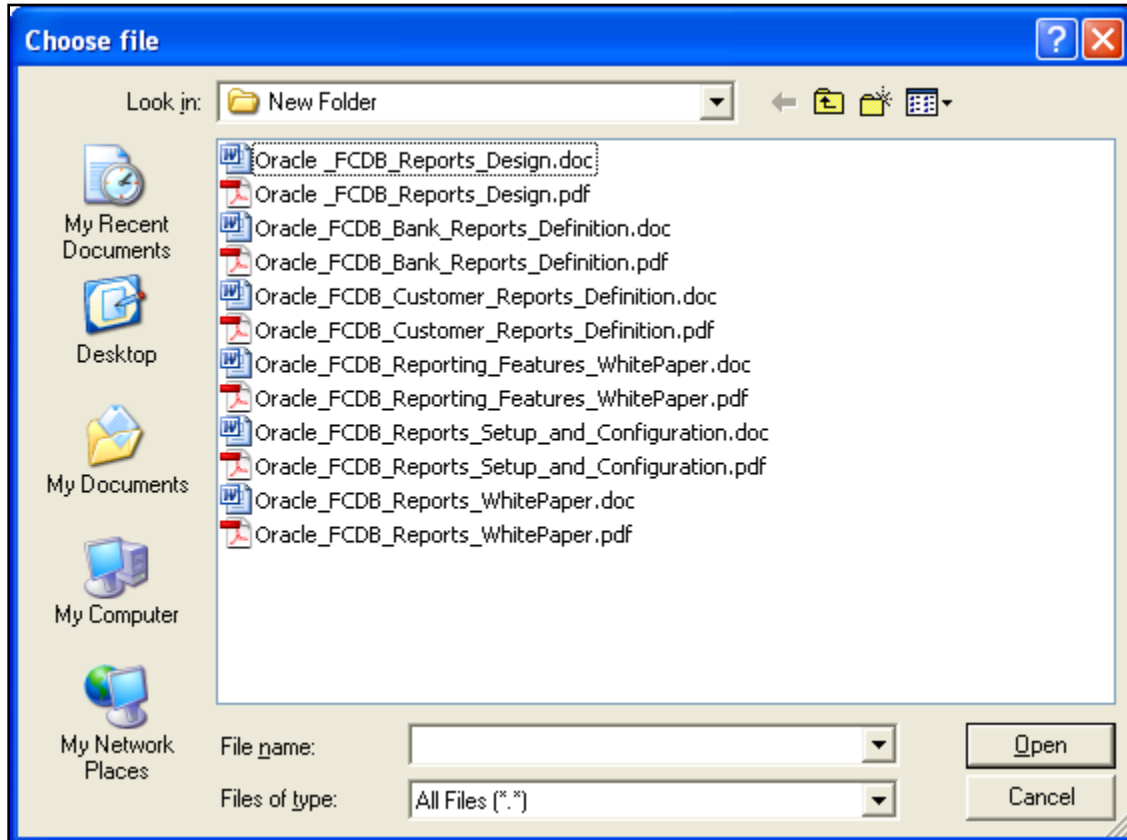 Choose file
Look in:
New Folder
Oracle _FCDB_Reports_Design.doc
Oracle _FCDB_Reports_Design.pdf
Oracle_FCDB_Bank_Reports_Definition.doc
Oracle_FCDB_Bank_Reports_Definition.pdf
Oracle_FCDB_Customer_Reports_Definition.doc
Oracle_FCDB_Customer_Reports_Definition.pdf
Oracle_FCDB_Reporting_Features_WhitePaper.doc
Oracle_FCDB_Reporting_Features_WhitePaper.pdf
Oracle_FCDB_Reports_Setup_and_Configuration.doc
Oracle_FCDB_Reports_Setup_and_Configuration.pdf
Oracle_FCDB_Reports_WhitePaper.doc
Oracle_FCDB_Reports_WhitePaper.pdf
My Recent
Documents
Desktop
My Documents
My Computer
My Network
Places
File name:
Open
Files of type:
All Files (*.*)
Cancel